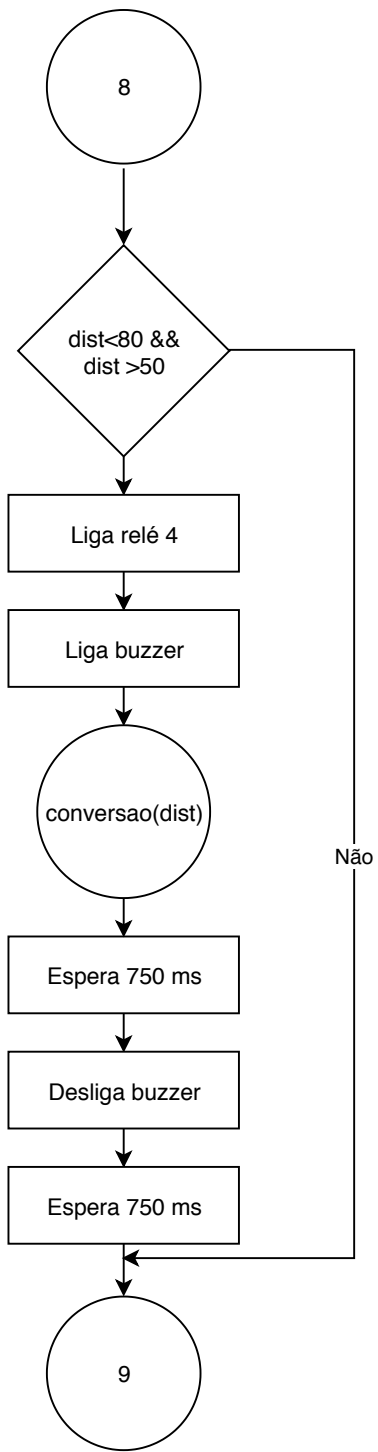 8
dist<80 &&
dist >50
Liga relé 4
Liga buzzer
conversao(dist)
Não
Espera 750 ms
Desliga buzzer
Espera 750 ms
9